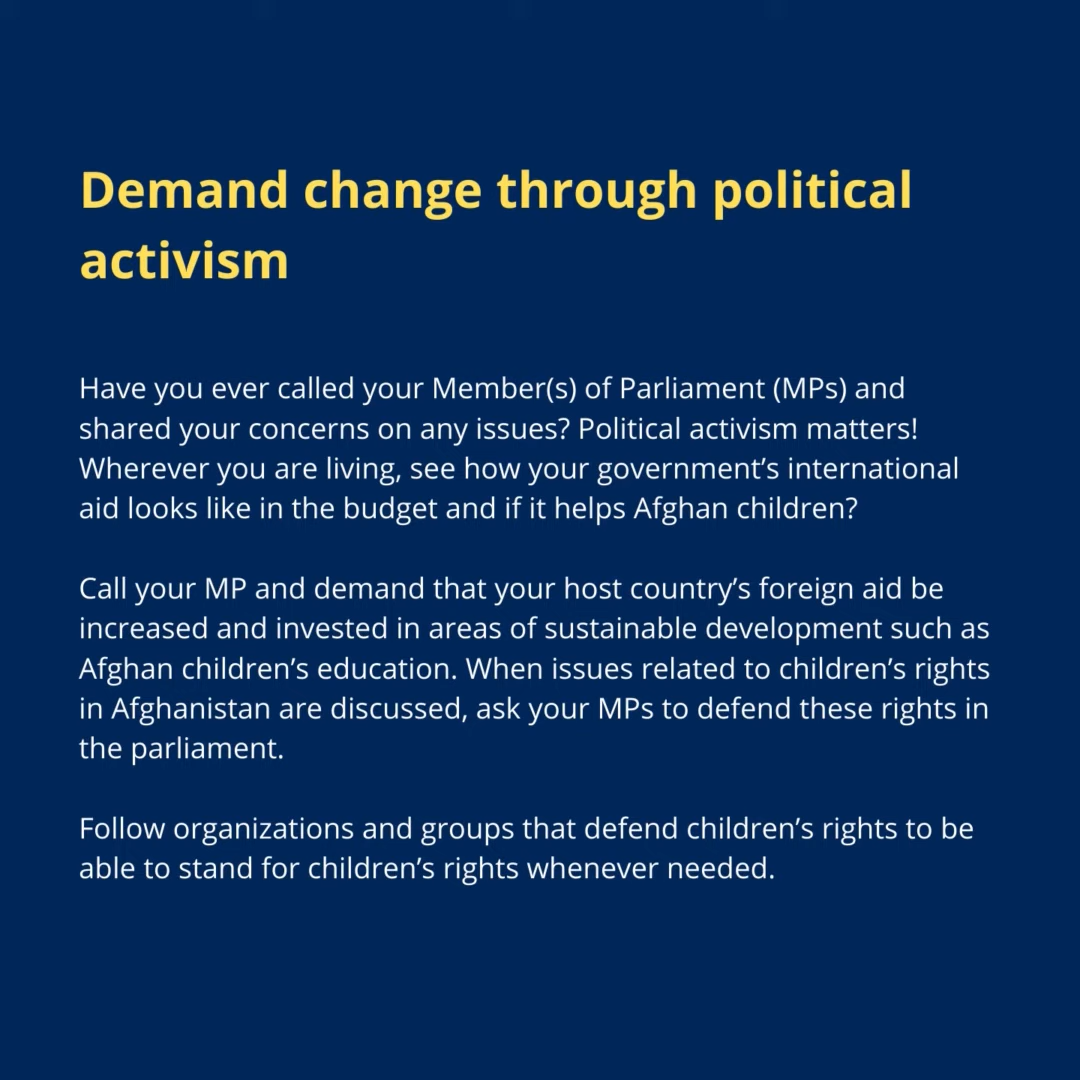 Demand change through political
activism
Have you ever called your Member(s) of Parliament (MPs) and
shared your concerns on any issues? Political activism matters!
Wherever you are living, see how your government’s international
aid looks like in the budget and if it helps Afghan children?
Call your MP and demand that your host country’s foreign aid be
increased and invested in areas of sustainable development such as
Afghan children’s education. When issues related to children’s rights
in Afghanistan are discussed, ask your MPs to defend these rights in
the parliament.
Follow organizations and groups that defend children’s rights to be
able to stand for children’s rights whenever needed.